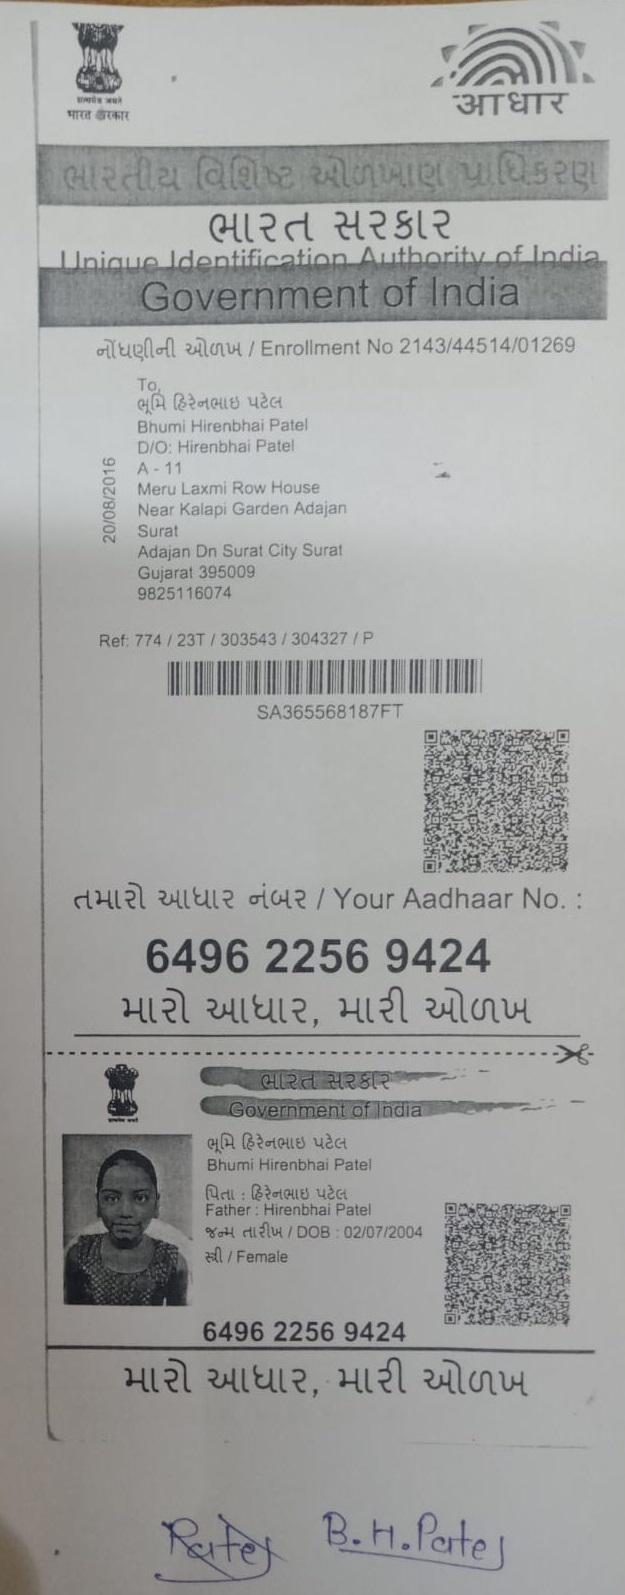 सत्यमेव जयते
भारत सरकार
आधार
ભારતીય વિશિષ્ટ ઓળખાણ પ્રાધિકરણ
ભારત સરકાર
Unique Identification Authority of India
Government of India
નોંધણીની ઓળખ / Enrollment No 2143/44514/01269
To,
ભૂમિ હિરેનભાઇ પટેલ
Bhumi Hirenbhai Patel
D/O: Hirenbhai Patel
A - 11
Meru Laxmi Row House
Near Kalapi Garden Adajan
Surat
Adajan Dn Surat City Surat
Gujarat 395009
9825116074
20/08/2016
Ref: 774 / 23T / 303543 / 304327 / P
SA365568187FT
તમારો આધાર નંબર / Your Aadhaar No. :
6496 2256 9424
મારો આધાર, મારી ઓળખ
ભારત સરકાર
Government of India
ભૂમિ હિરેનભાઇ પટેલ
Bhumi Hirenbhai Patel
પિતા : હિરેનભાઇ પટેલ
Father : Hirenbhai Patel
જન્મ તારીખ / DOB : 02/07/2004
સ્ત્રી / Female
6496 2256 9424
મારો આધાર, મારી ઓળખ
B.H.Patel